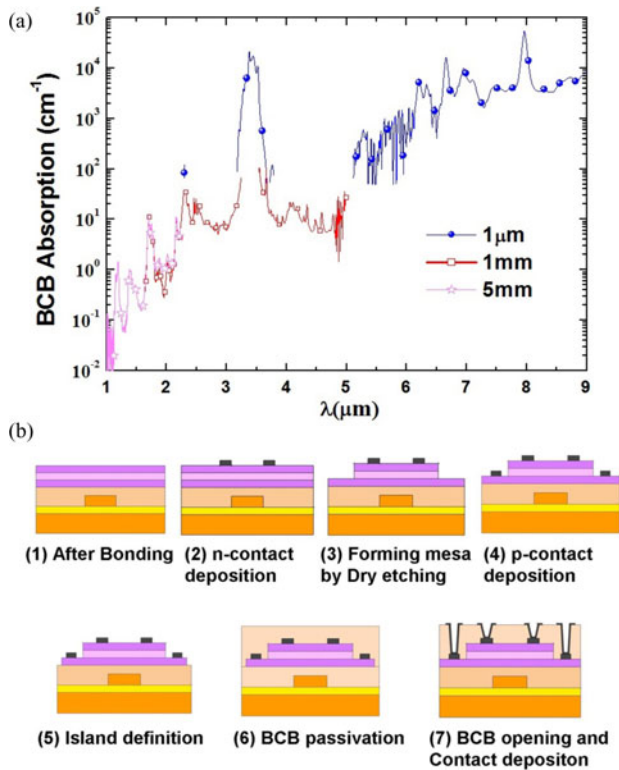 (a)
10^5
10^4
10^3
10^2
10^1
10^0
10^-1
10^-2
BCB Absorption (cm^-1)
1μm
1mm
5mm
1 2 3 4 5 6 7 8 9
λ(μm)
(b)
(1) After Bonding
(2) n-contact
deposition
(3) Forming mesa
by Dry etching
(4) p-contact
deposition
(5) Island definition
(6) BCB passivation
(7) BCB opening and
Contact depositon